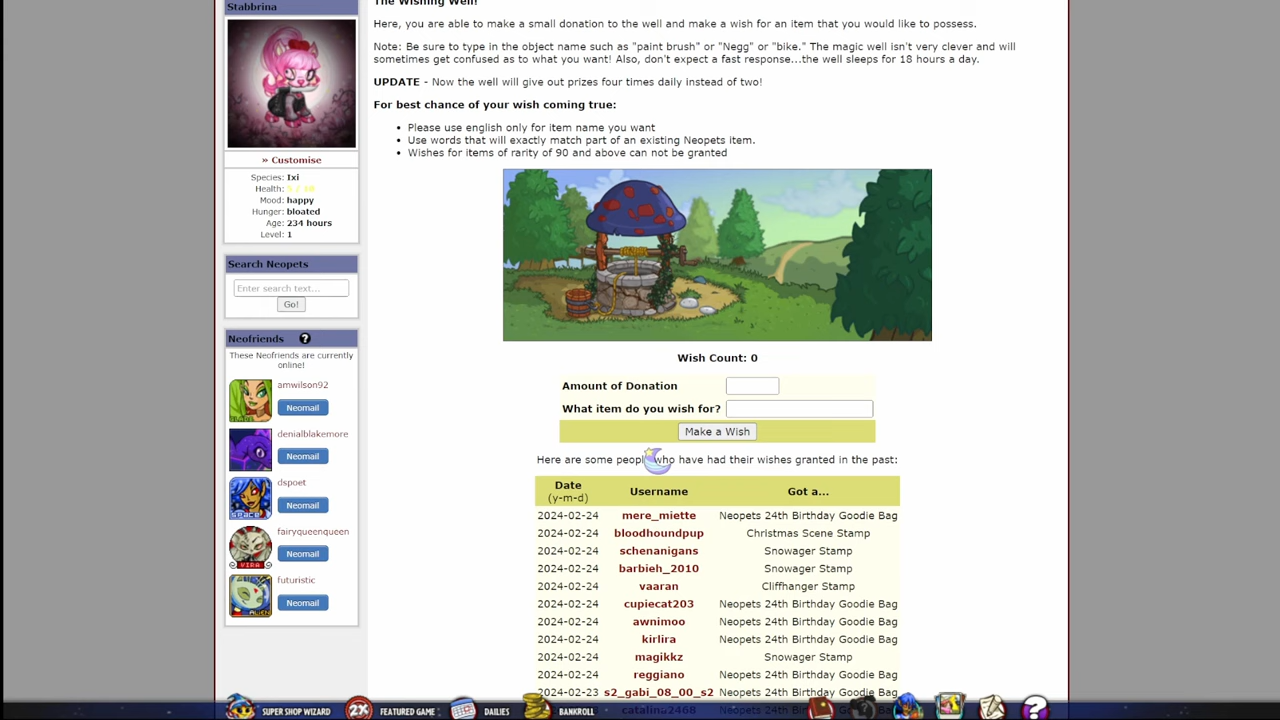 Stabbrina
» Customise
Species: Ixi
Health: 5 / 10
Mood: happy
Hunger: bloated
Age: 234 hours
Level: 1
Search Neopets
Enter search text...
Go!
Neofriends ?
These Neofriends are currently
online!
amwilson92
Neomail
denialblakemore
Neomail
dspoet
SPACE
Neomail
fairyqueenqueen
VIRA
Neomail
futuristic
ALIEN
Neomail
The Wishing Well!
Here, you are able to make a small donation to the well and make a wish for an item that you would like to possess.
Note: Be sure to type in the object name such as "paint brush" or "Negg" or "bike." The magic well isn't very clever and will
sometimes get confused as to what you want! Also, don't expect a fast response...the well sleeps for 18 hours a day.
UPDATE - Now the well will give out prizes four times daily instead of two!
For best chance of your wish coming true:
• Please use english only for item name you want
• Use words that will exactly match part of an existing Neopets item.
• Wishes for items of rarity of 90 and above can not be granted
Wish Count: 0
Amount of Donation
What item do you wish for?
Make a Wish
Here are some people who have had their wishes granted in the past:
Date (y-m-d) Username Got a...
2024-02-24 mere_miette Neopets 24th Birthday Goodie Bag
2024-02-24 bloodhoundpup Christmas Scene Stamp
2024-02-24 schenanigans Snowager Stamp
2024-02-24 barbieh_2010 Snowager Stamp
2024-02-24 vaaran Cliffhanger Stamp
2024-02-24 cupiecat203 Neopets 24th Birthday Goodie Bag
2024-02-24 awnimoo Neopets 24th Birthday Goodie Bag
2024-02-24 kirlira Neopets 24th Birthday Goodie Bag
2024-02-24 magikkz Snowager Stamp
2024-02-24 reggiano Neopets 24th Birthday Goodie Bag
2024-02-23 s2_gabi_08_00_s2 Neopets 24th Birthday Goodie Bag
catalina2468
SUPER SHOP WIZARD
2X FEATURED GAME
DAILIES
BANKROLL
?